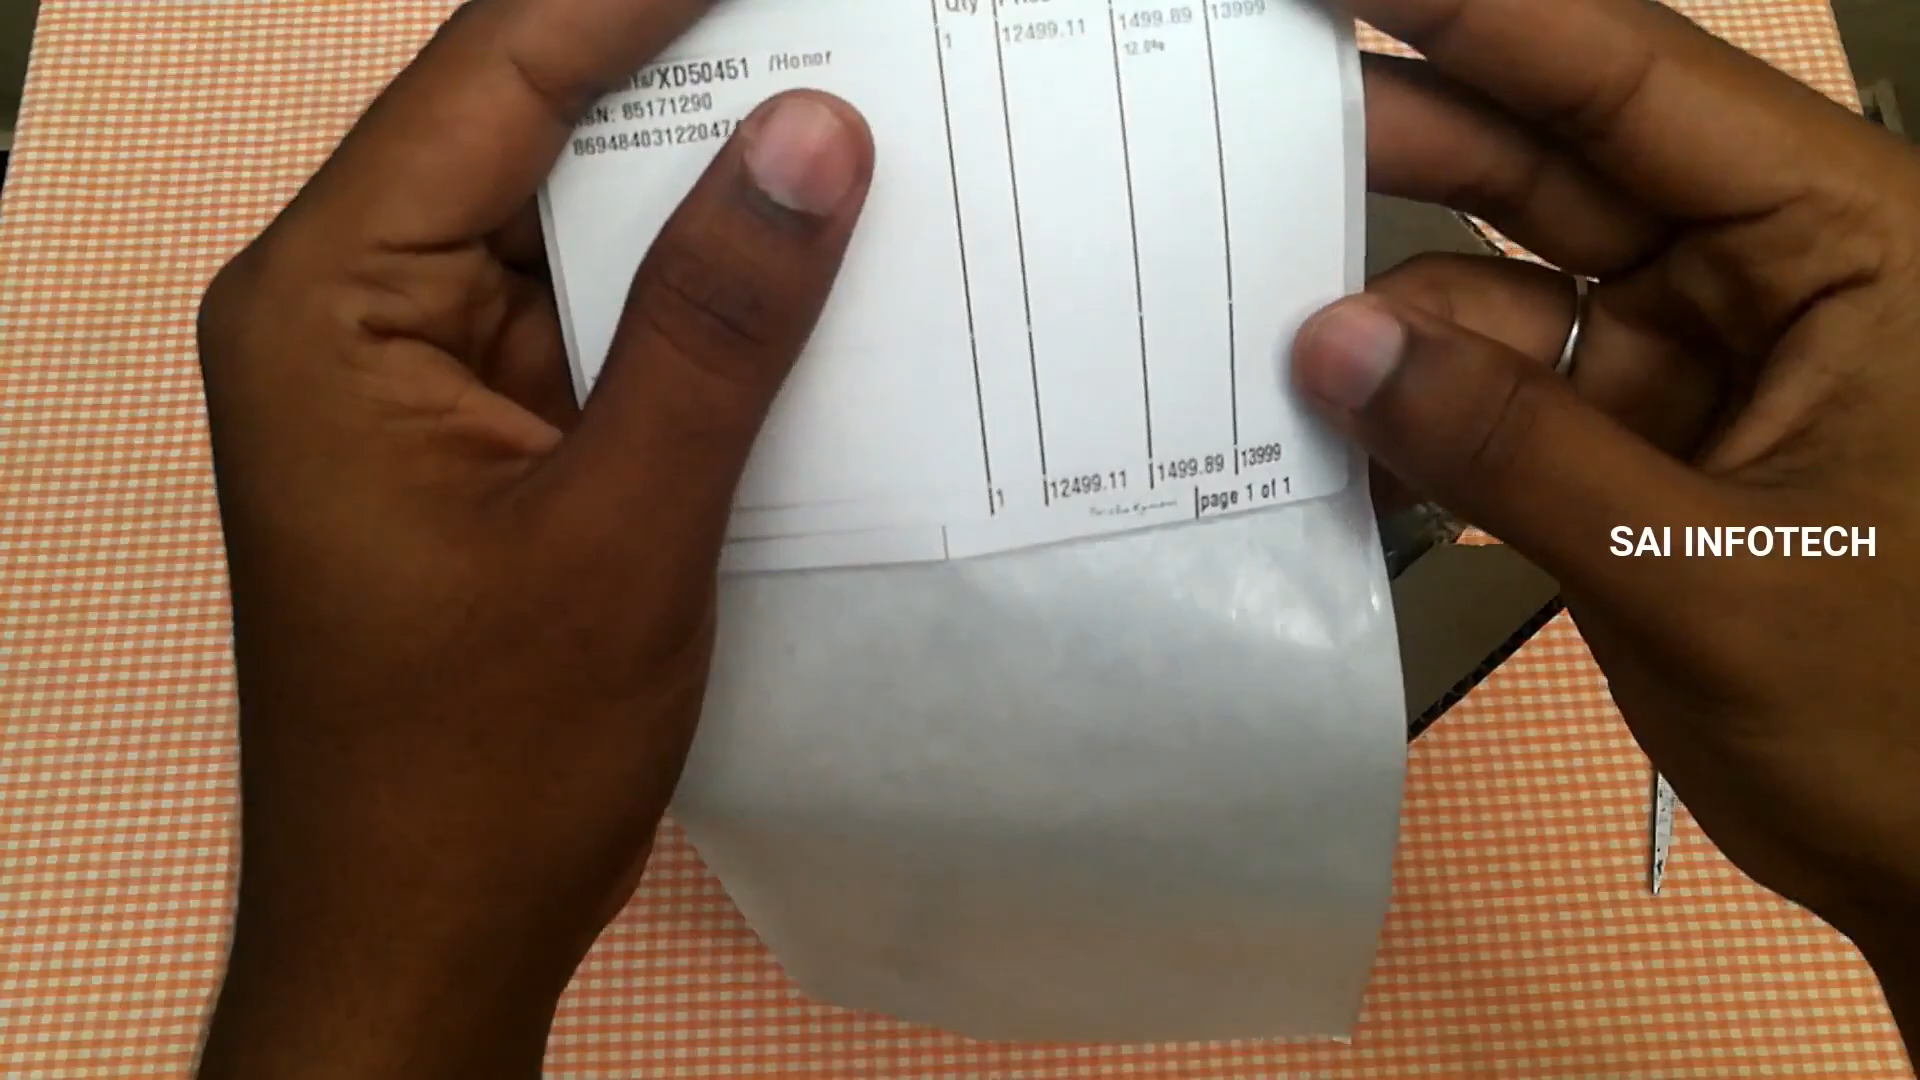 Qty
1 12499.11 1499.89 13999
12.0%
/XD50451 /Honor
SN: 85171290
86948403122047
1 12499.11 1499.89 13999
page 1 of 1
SAI INFOTECH